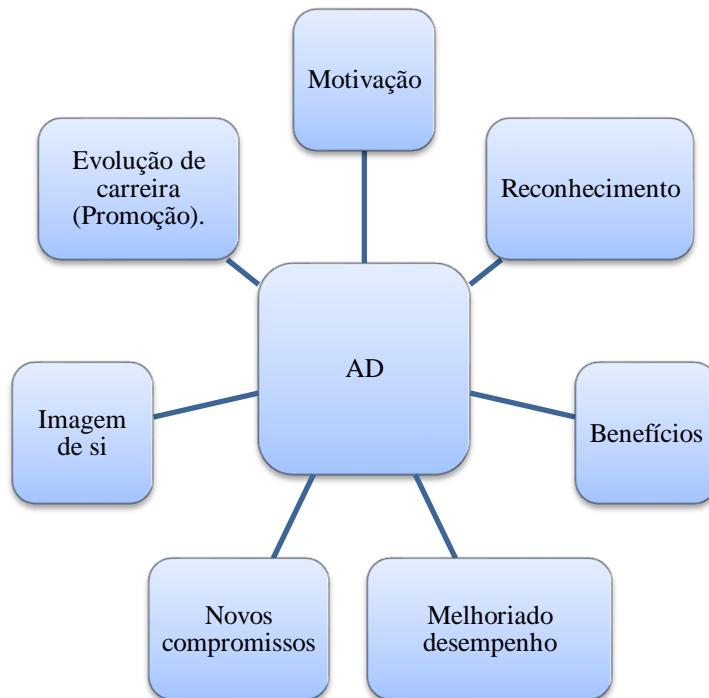 Motivação
Evolução de
carreira
(Promoção).
Reconhecimento
AD
Imagem
de si
Benefícios
Novos
compromissos
Melhoriado
desempenho